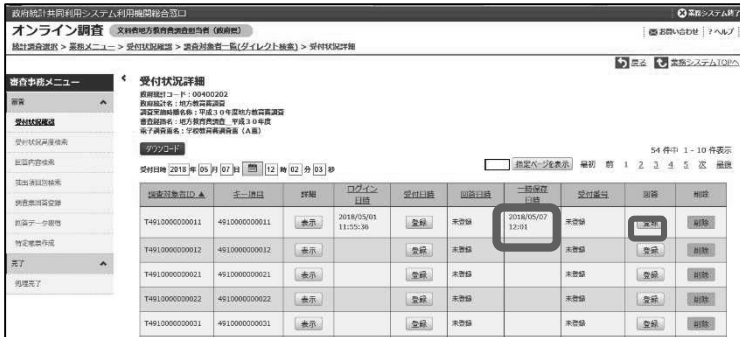 政府統計共同利用システム利用機関総合窓口
業務システム終了
オンライン調査 文科省地方教育費調査担当者(政府県)
お問い合わせ ? ヘルプ
統計調査選択 > 業務メニュー > 受付状況確認 > 調査対象者一覧(ダイレクト検索) > 受付状況詳細
戻る 業務システムTOPへ
審査事務メニュー
審査
受付状況確認
受付状況高度検索
回答内容検索
調査票回答登録
回答データ取得
特定帳票作成
完了
処理完了
受付状況詳細
政府統計コード:00400202
政府統計名:地方教育費調査
調査実施時期名称:平成30年度地方教育費調査
審査経路名:地方教育費調査_平成30年度
電子調査票名:学校教育費調査票(A票)
ダウンロード
54 件中 1 - 10 件表示
受付日時 2018 年 05 月 07 日 12 時 02 分 03 秒
指定ページを表示 最初 前 1 2 3 4 5 次 最後
調査対象者ID ▲ キー項目 詳細 ログイン日時 受付日時 回答日時 一時保存日時 受付番号 回答 削除
T4910000000011 4910000000011 表示 2018/05/01 11:55:36 登録 未登録 2018/05/07 12:01 未登録 登録 削除
T4910000000012 4910000000012 表示 登録 未登録 未登録 登録 削除
T4910000000021 4910000000021 表示 登録 未登録 未登録 登録 削除
T4910000000022 4910000000022 表示 登録 未登録 未登録 登録 削除
T4910000000031 4910000000031 表示 登録 未登録 未登録 登録 削除